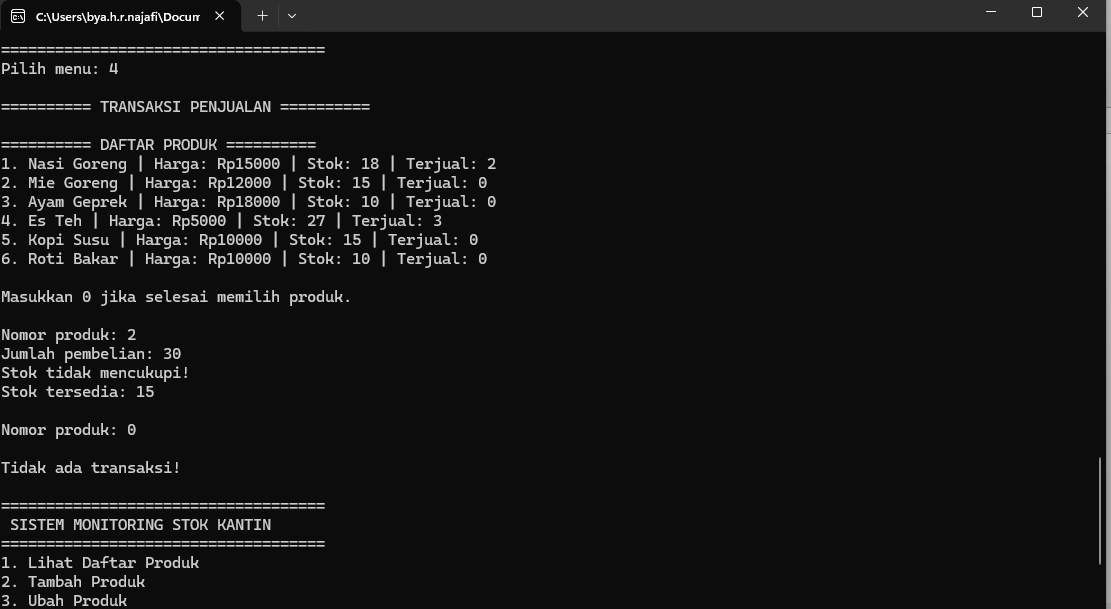 C:\Users\bya.h.r.najafi\Docum
====================================
Pilih menu: 4
========== TRANSAKSI PENJUALAN ==========
========== DAFTAR PRODUK ==========
1. Nasi Goreng | Harga: Rp15000 | Stok: 18 | Terjual: 2
2. Mie Goreng | Harga: Rp12000 | Stok: 15 | Terjual: 0
3. Ayam Geprek | Harga: Rp18000 | Stok: 10 | Terjual: 0
4. Es Teh | Harga: Rp5000 | Stok: 27 | Terjual: 3
5. Kopi Susu | Harga: Rp10000 | Stok: 15 | Terjual: 0
6. Roti Bakar | Harga: Rp10000 | Stok: 10 | Terjual: 0
Masukkan 0 jika selesai memilih produk.
Nomor produk: 2
Jumlah pembelian: 30
Stok tidak mencukupi!
Stok tersedia: 15
Nomor produk: 0
Tidak ada transaksi!
====================================
SISTEM MONITORING STOK KANTIN
====================================
1. Lihat Daftar Produk
2. Tambah Produk
3. Ubah Produk